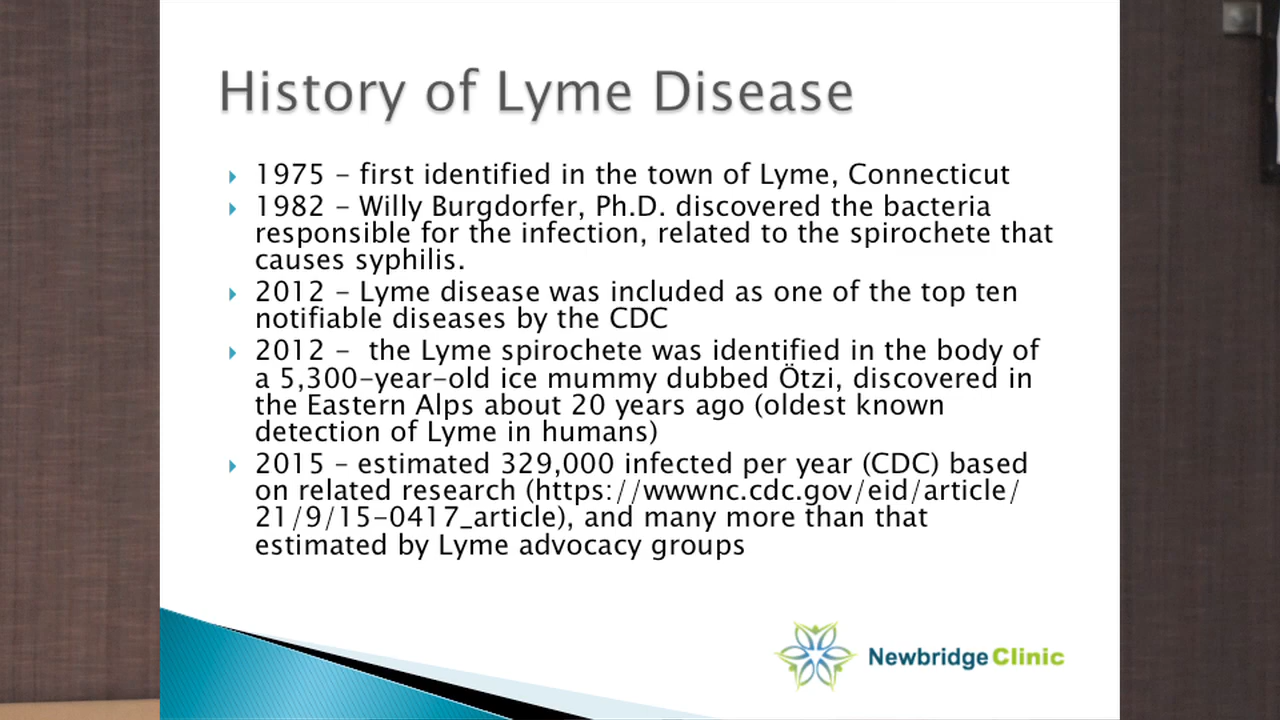 History of Lyme Disease
1975 – first identified in the town of Lyme, Connecticut
1982 – Willy Burgdorfer, Ph.D. discovered the bacteria
responsible for the infection, related to the spirochete that
causes syphilis.
2012 – Lyme disease was included as one of the top ten
notifiable diseases by the CDC
2012 –  the Lyme spirochete was identified in the body of
a 5,300-year-old ice mummy dubbed Ötzi, discovered in
the Eastern Alps about 20 years ago (oldest known
detection of Lyme in humans)
2015 – estimated 329,000 infected per year (CDC) based
on related research (https://wwwnc.cdc.gov/eid/article/
21/9/15-0417_article), and many more than that
estimated by Lyme advocacy groups
Newbridge Clinic